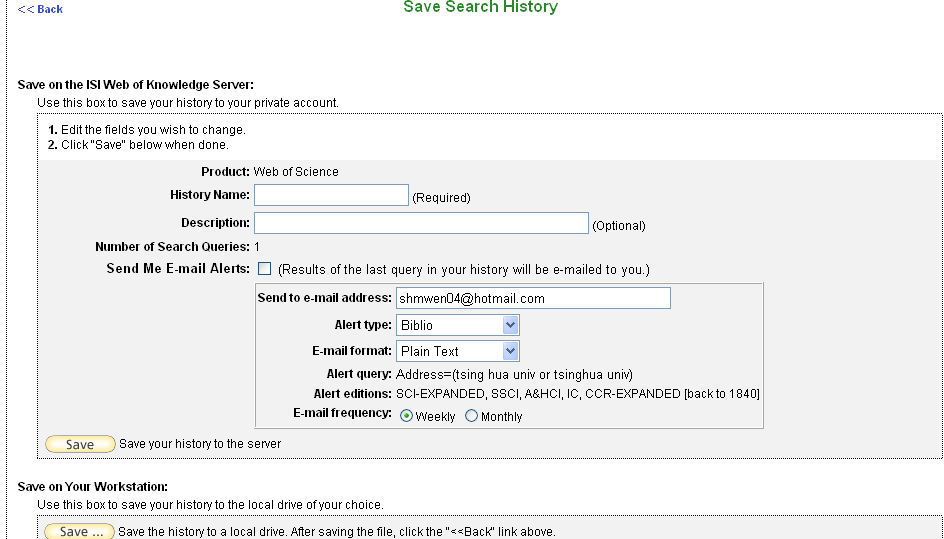 << Back
Save Search History
Save on the ISI Web of Knowledge Server:
Use this box to save your history to your private account.
1. Edit the fields you wish to change.
2. Click "Save" below when done.
Product: Web of Science
History Name: (Required)
Description: (Optional)
Number of Search Queries: 1
Send Me E-mail Alerts: (Results of the last query in your history will be e-mailed to you.)
Send to e-mail address: shmwen04@hotmail.com
Alert type: Biblio
E-mail format: Plain Text
Alert query: Address=(tsing hua univ or tsinghua univ)
Alert editions: SCI-EXPANDED, SSCI, A&HCI, IC, CCR-EXPANDED [back to 1840]
E-mail frequency: Weekly Monthly
Save Save your history to the server
Save on Your Workstation:
Use this box to save your history to the local drive of your choice.
Save ... Save the history to a local drive. After saving the file, click the "<<Back" link above.